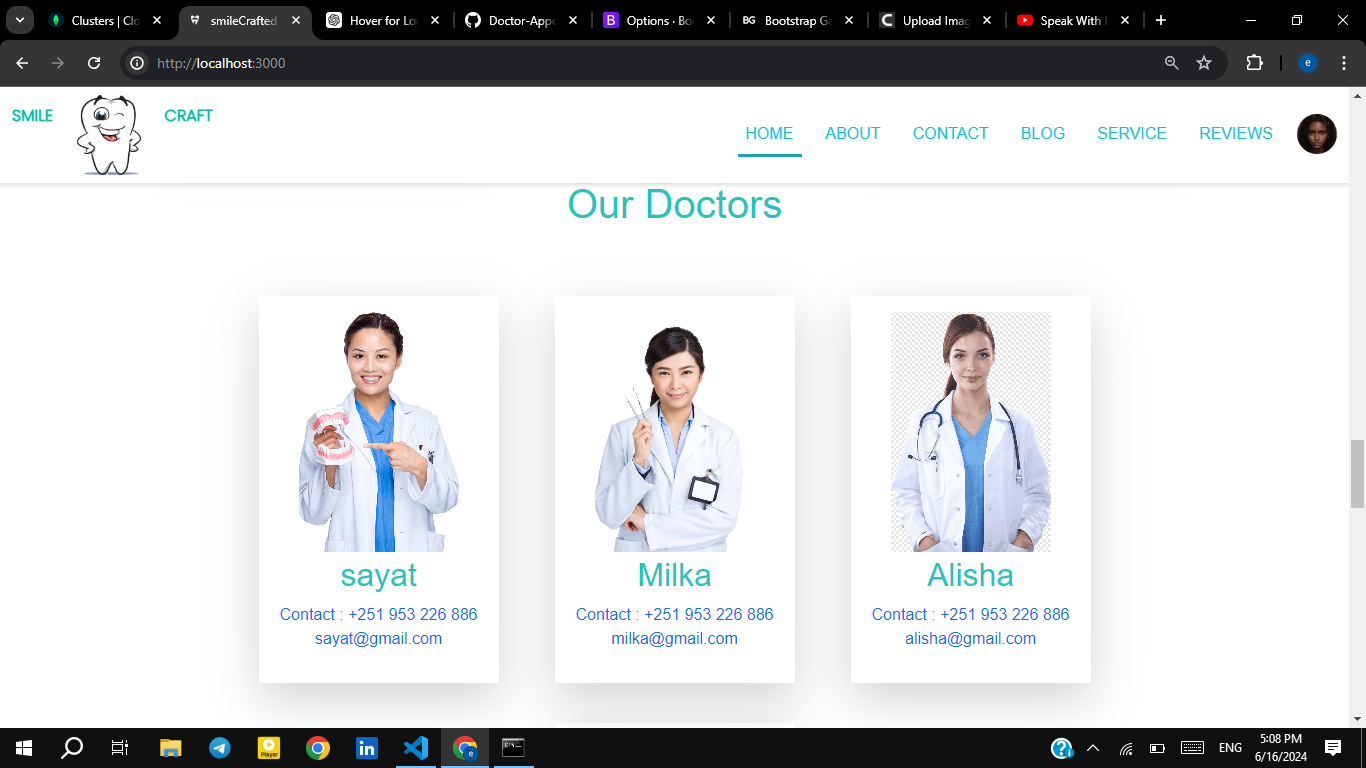 Clusters | Clo
smileCrafted
Hover for Lo
Doctor-Appo
Options · Boo
BG Bootstrap Ga
Upload Imag
Speak With
http://localhost:3000
e
SMILE CRAFT
HOME ABOUT CONTACT BLOG SERVICE REVIEWS
Our Doctors
sayat
Contact : +251 953 226 886
sayat@gmail.com
Milka
Contact : +251 953 226 886
milka@gmail.com
Alisha
Contact : +251 953 226 886
alisha@gmail.com
Player
ENG
5:08 PM
6/16/2024